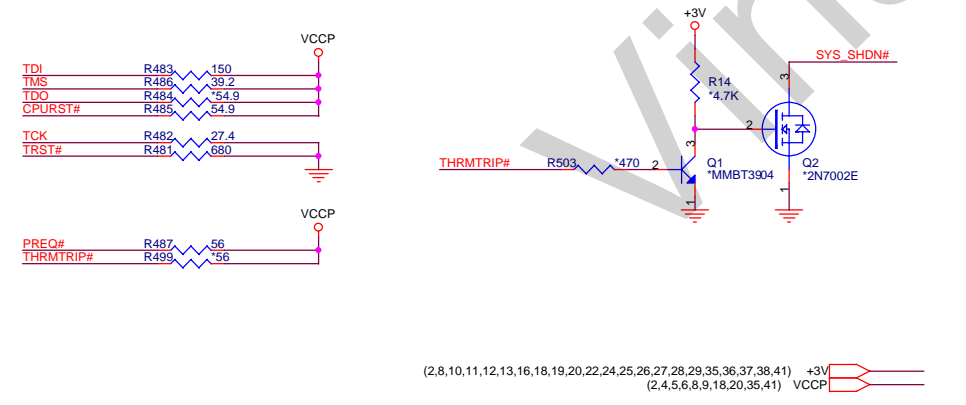 VCCP
TDI R483 150
TMS R486 39.2
TDO R484 *54.9
CPURST# R485 54.9
TCK R482 27.4
TRST# R481 680
VCCP
PREQ# R487 56
THRMTRIP# R499 *56
+3V
SYS_SHDN#
3
R14
*4.7K
2
3
THRMTRIP# R503 *470 2
Q1
*MMBT3904
Q2
*2N7002E
1
1
(2,8,10,11,12,13,16,18,19,20,22,24,25,26,27,28,29,35,36,37,38,41) +3V
(2,4,5,6,8,9,18,20,35,41) VCCP